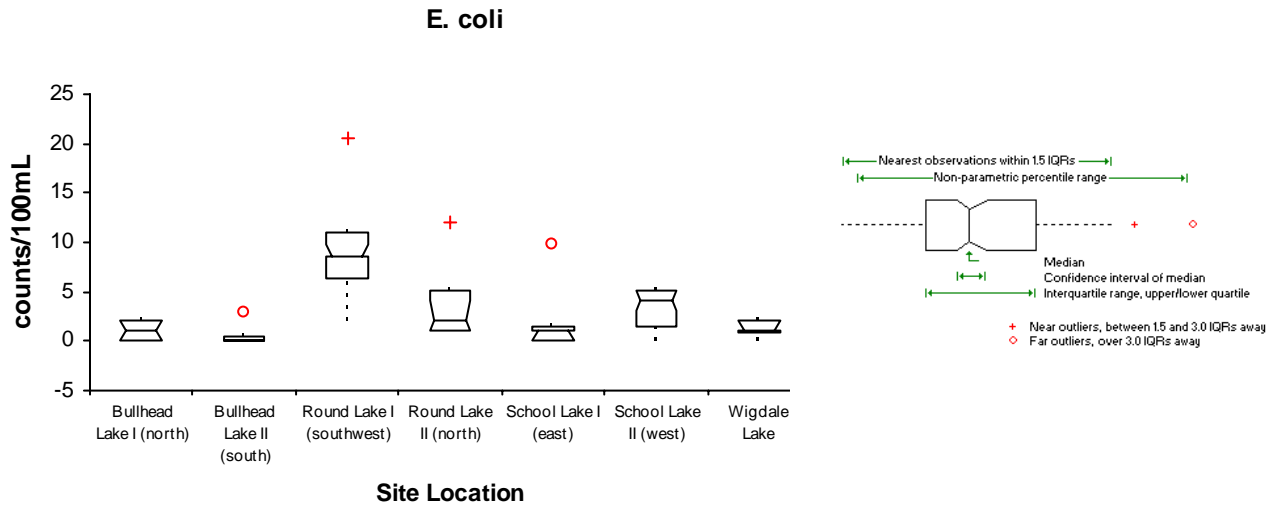 E. coli
counts/100mL
25
20
15
10
5
0
-5
Bullhead
Lake I (north)
Bullhead
Lake II
(south)
Round Lake I
(southwest)
Round Lake
II (north)
School Lake I
(east)
School Lake
II (west)
Wigdale
Lake
Site Location
Nearest observations within 1.5 IQRs
Non-parametric percentile range
Median
Confidence interval of median
Interquartile range, upper/lower quartile
Near outliers, between 1.5 and 3.0 IQRs away
Far outliers, over 3.0 IQRs away